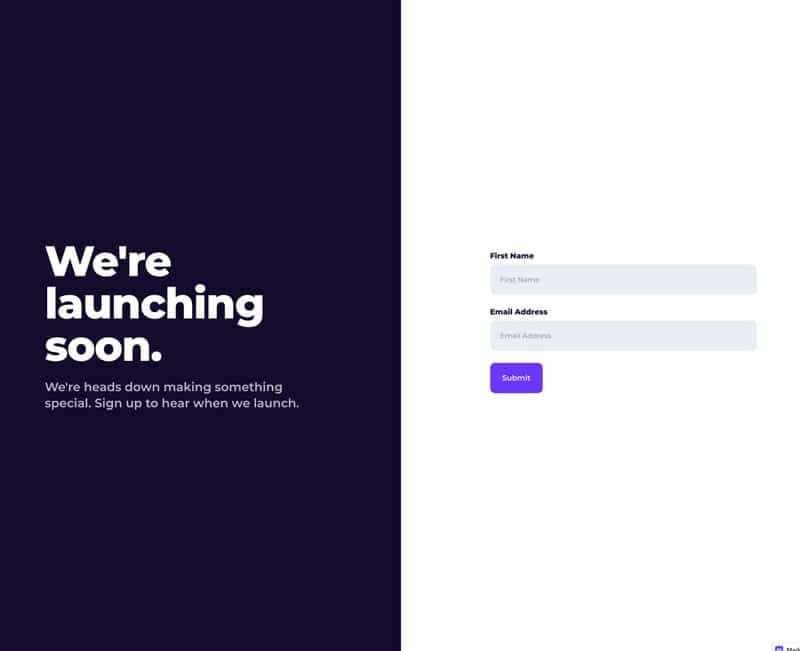 We're
launching
soon.
We're heads down making something
special. Sign up to hear when we launch.
First Name
First Name
Email Address
Email Address
Submit